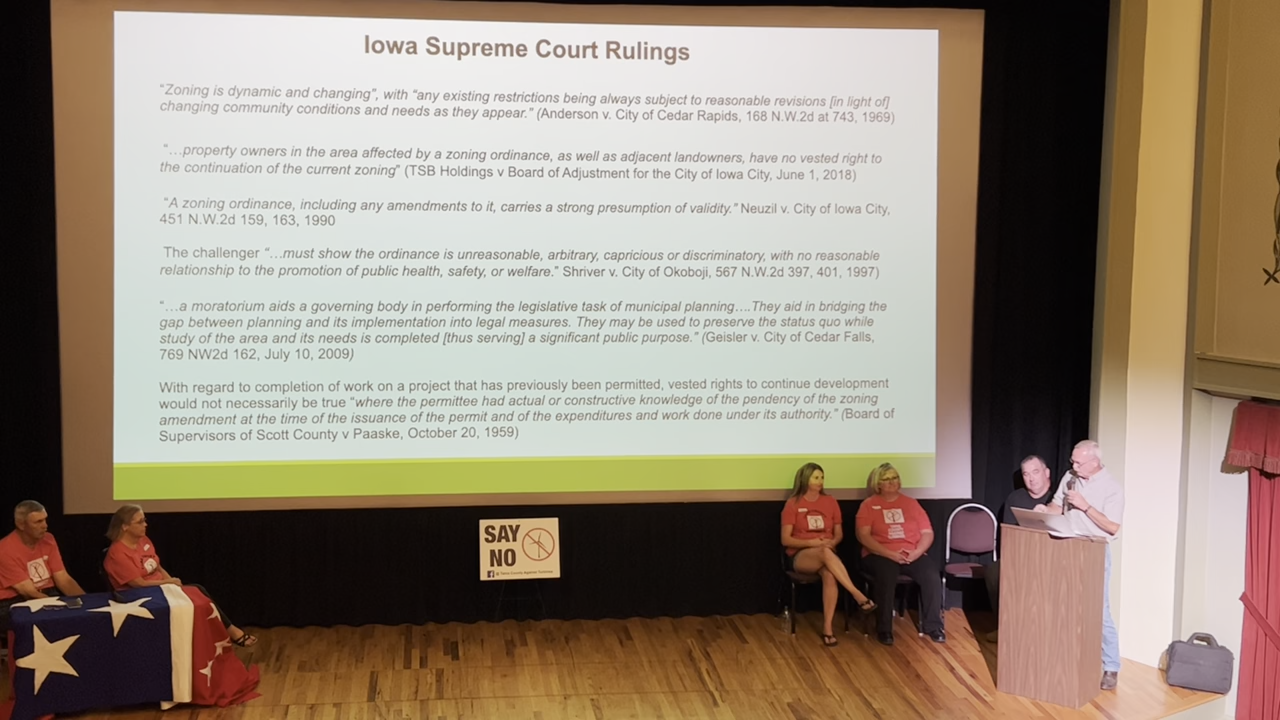 Iowa Supreme Court Rulings
“Zoning is dynamic and changing”, with “any existing restrictions being always subject to reasonable revisions [in light of]
changing community conditions and needs as they appear.” (Anderson v. City of Cedar Rapids, 168 N.W.2d at 743, 1969)
“…property owners in the area affected by a zoning ordinance, as well as adjacent landowners, have no vested right to
the continuation of the current zoning” (TSB Holdings v Board of Adjustment for the City of Iowa City, June 1, 2018)
“A zoning ordinance, including any amendments to it, carries a strong presumption of validity.” Neuzil v. City of Iowa City,
451 N.W.2d 159, 163, 1990
The challenger “…must show the ordinance is unreasonable, arbitrary, capricious or discriminatory, with no reasonable
relationship to the promotion of public health, safety, or welfare.” Shriver v. City of Okoboji, 567 N.W.2d 397, 401, 1997)
“…a moratorium aids a governing body in performing the legislative task of municipal planning….They aid in bridging the
gap between planning and its implementation into legal measures. They may be used to preserve the status quo while
study of the area and its needs is completed [thus serving] a significant public purpose.” (Geisler v. City of Cedar Falls,
769 NW2d 162, July 10, 2009)
With regard to completion of work on a project that has previously been permitted, vested rights to continue development
would not necessarily be true “where the permittee had actual or constructive knowledge of the pendency of the zoning
amendment at the time of the issuance of the permit and of the expenditures and work done under its authority.” (Board of
Supervisors of Scott County v Paaske, October 20, 1959)
SAY
NO